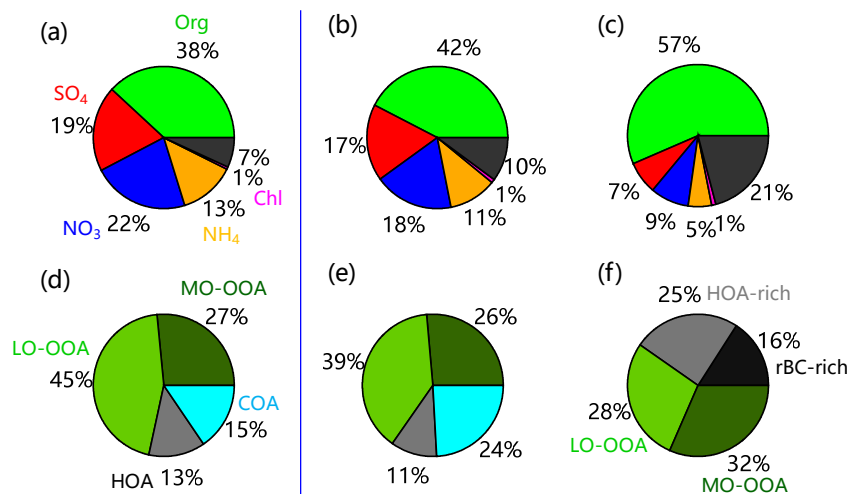 (a)
Org
38%
SO₄
19%
7%
1%
Chl
13%
NH₄
22%
NO₃
(b)
42%
17%
10%
1%
11%
18%
(c)
57%
7%
21%
1%
5%
9%
(d)
MO-OOA
27%
LO-OOA
45%
COA
15%
HOA 13%
(e)
26%
39%
24%
11%
(f)
25% HOA-rich
16%
rBC-rich
28%
LO-OOA
32%
MO-OOA